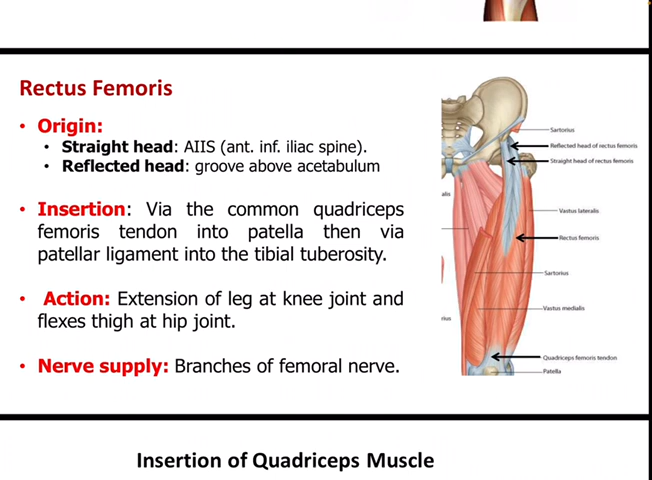 Rectus Femoris
• Origin:
• Straight head: AIIS (ant. inf. iliac spine).
• Reflected head: groove above acetabulum
• Insertion: Via the common quadriceps
femoris tendon into patella then via
patellar ligament into the tibial tuberosity.
• Action: Extension of leg at knee joint and
flexes thigh at hip joint.
• Nerve supply: Branches of femoral nerve.
Sartorius
Reflected head of rectus femoris
Straight head of rectus femoris
alis
Vastus lateralis
Rectus femoris
Sartorius
Vastus medialis
rius
Quadriceps femoris tendon
Patella
Insertion of Quadriceps Muscle